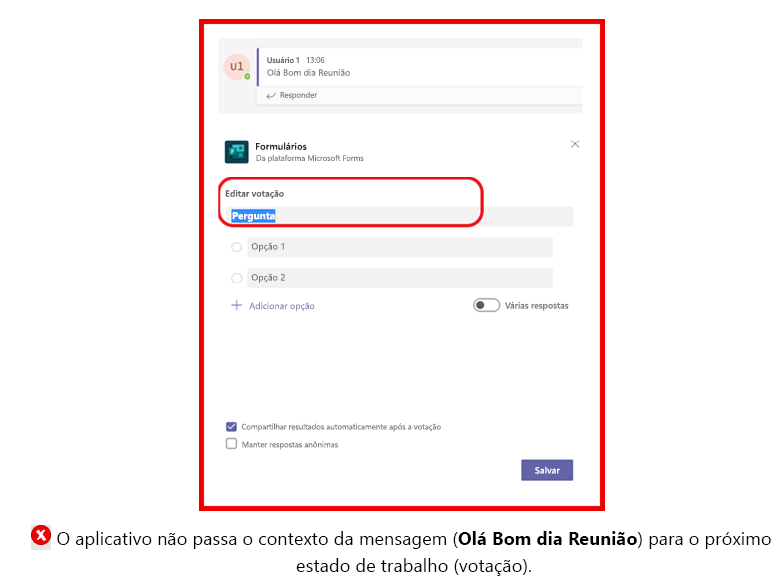 U1
Usuário 1 13:06
Olá Bom dia Reunião
Responder
Formulários
Da plataforma Microsoft Forms
Editar votação
Pergunta
Opção 1
Opção 2
Adicionar opção
Várias respostas
Compartilhar resultados automaticamente após a votação
Manter respostas anônimas
Salvar
O aplicativo não passa o contexto da mensagem (Olá Bom dia Reunião) para o próximo
estado de trabalho (votação).